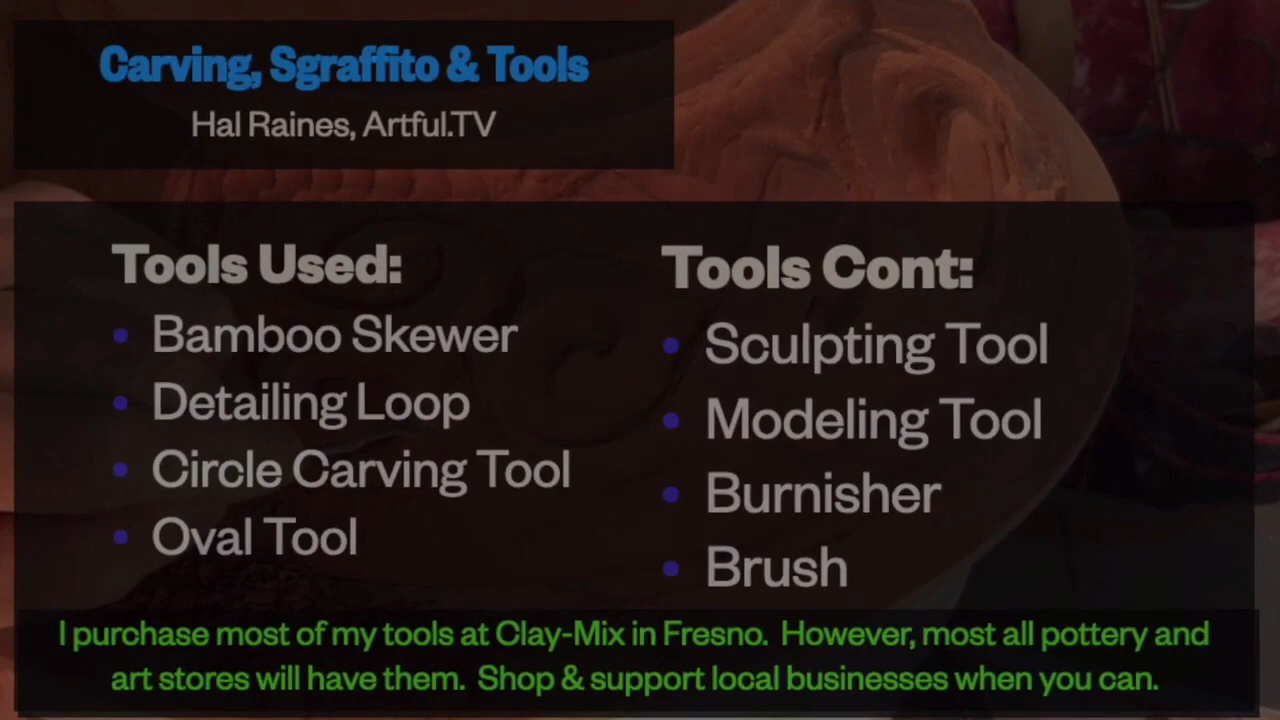 Carving, Sgraffito & Tools
Hal Raines, Artful.TV
Tools Used:
• Bamboo Skewer
• Detailing Loop
• Circle Carving Tool
• Oval Tool
Tools Cont:
• Sculpting Tool
• Modeling Tool
• Burnisher
• Brush
I purchase most of my tools at Clay-Mix in Fresno. However, most all pottery and
art stores will have them. Shop & support local businesses when you can.